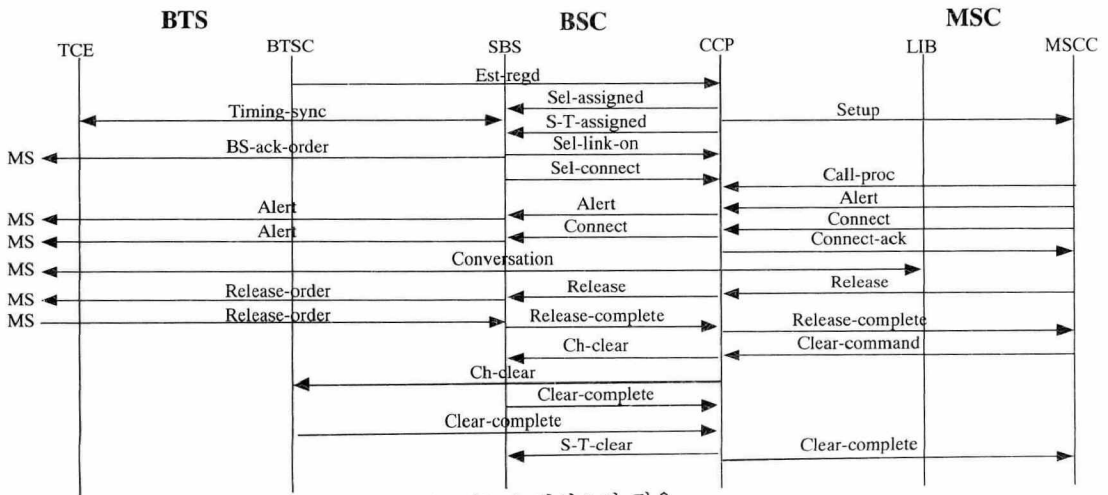 BTS BSC MSC
TCE BTSC SBS CCP LIB MSCC
Est-regd
Sel-assigned
Timing-sync Setup
S-T-assigned
BS-ack-order Sel-link-on
MS
Sel-connect
Call-proc
Alert Alert Alert
MS
Alert Connect Connect
MS
Connect-ack
Conversation
MS
Release-order Release Release
MS
Release-order Release-complete Release-complete
MS
Ch-clear Clear-command
Ch-clear
Clear-complete
Clear-complete
S-T-clear Clear-complete